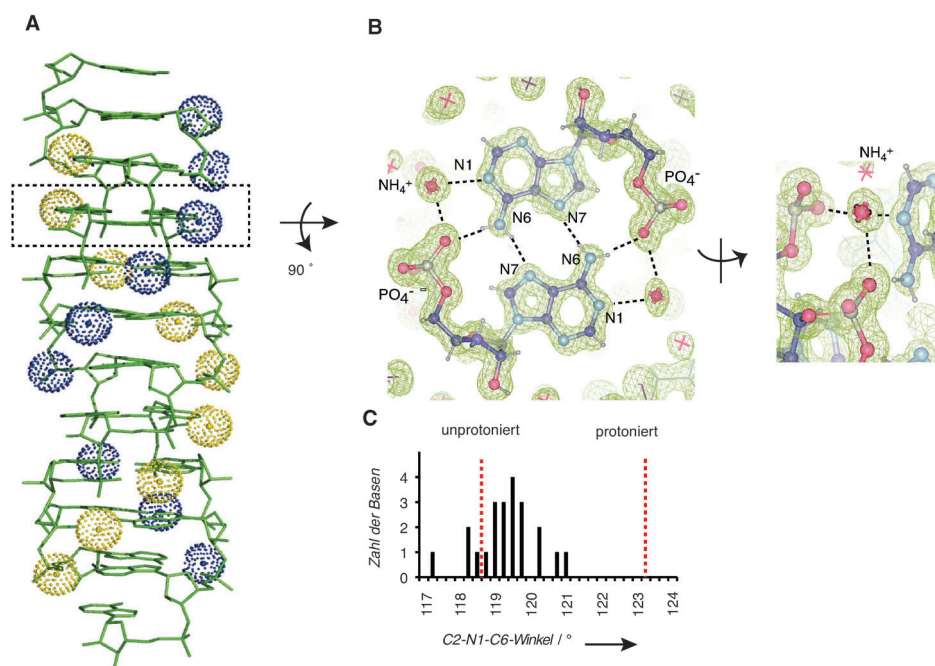 A
90 °
B
N1
NH₄⁺
N6
N7
PO₄⁻
N7
N6
PO₄⁻ ⁻
N1
NH₄⁺
C
unprotoniert protoniert
Zahl der Basen
4
3
2
1
0
117 118 119 120 121 122 123 124
C2-N1-C6-Winkel / °